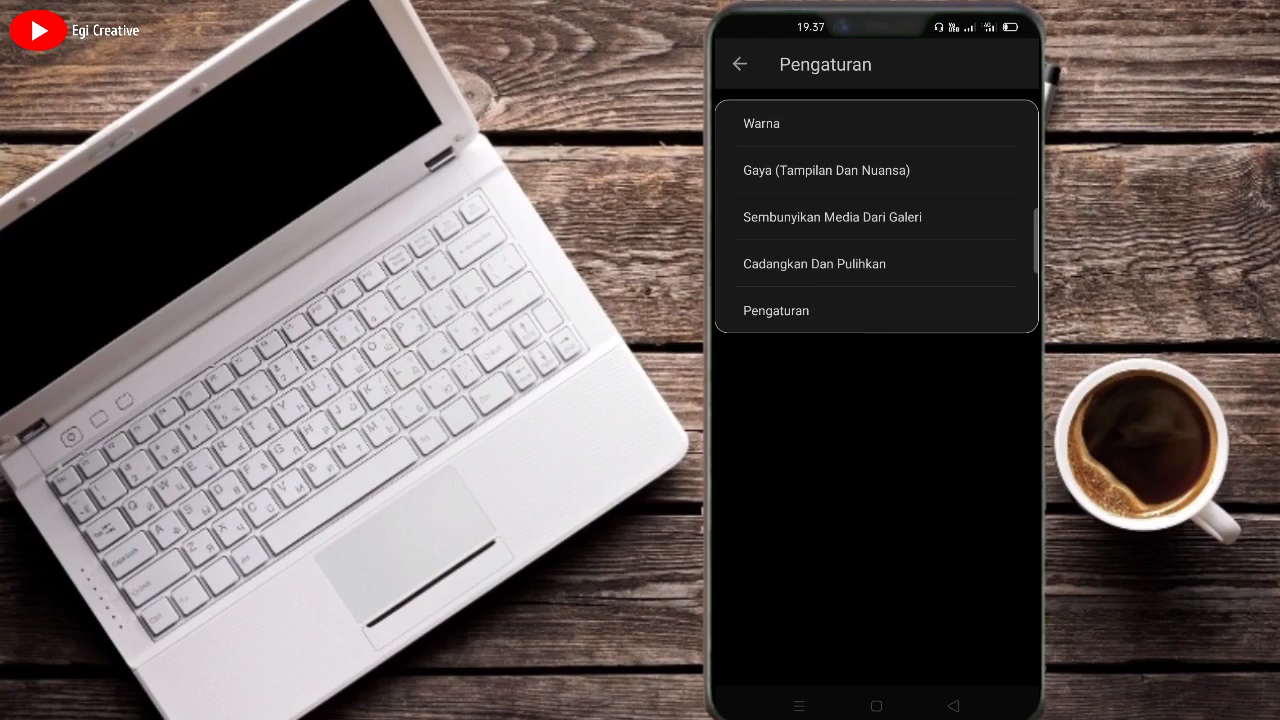 Egi Creative
19.37
Pengaturan
Warna
Gaya (Tampilan Dan Nuansa)
Sembunyikan Media Dari Galeri
Cadangkan Dan Pulihkan
Pengaturan